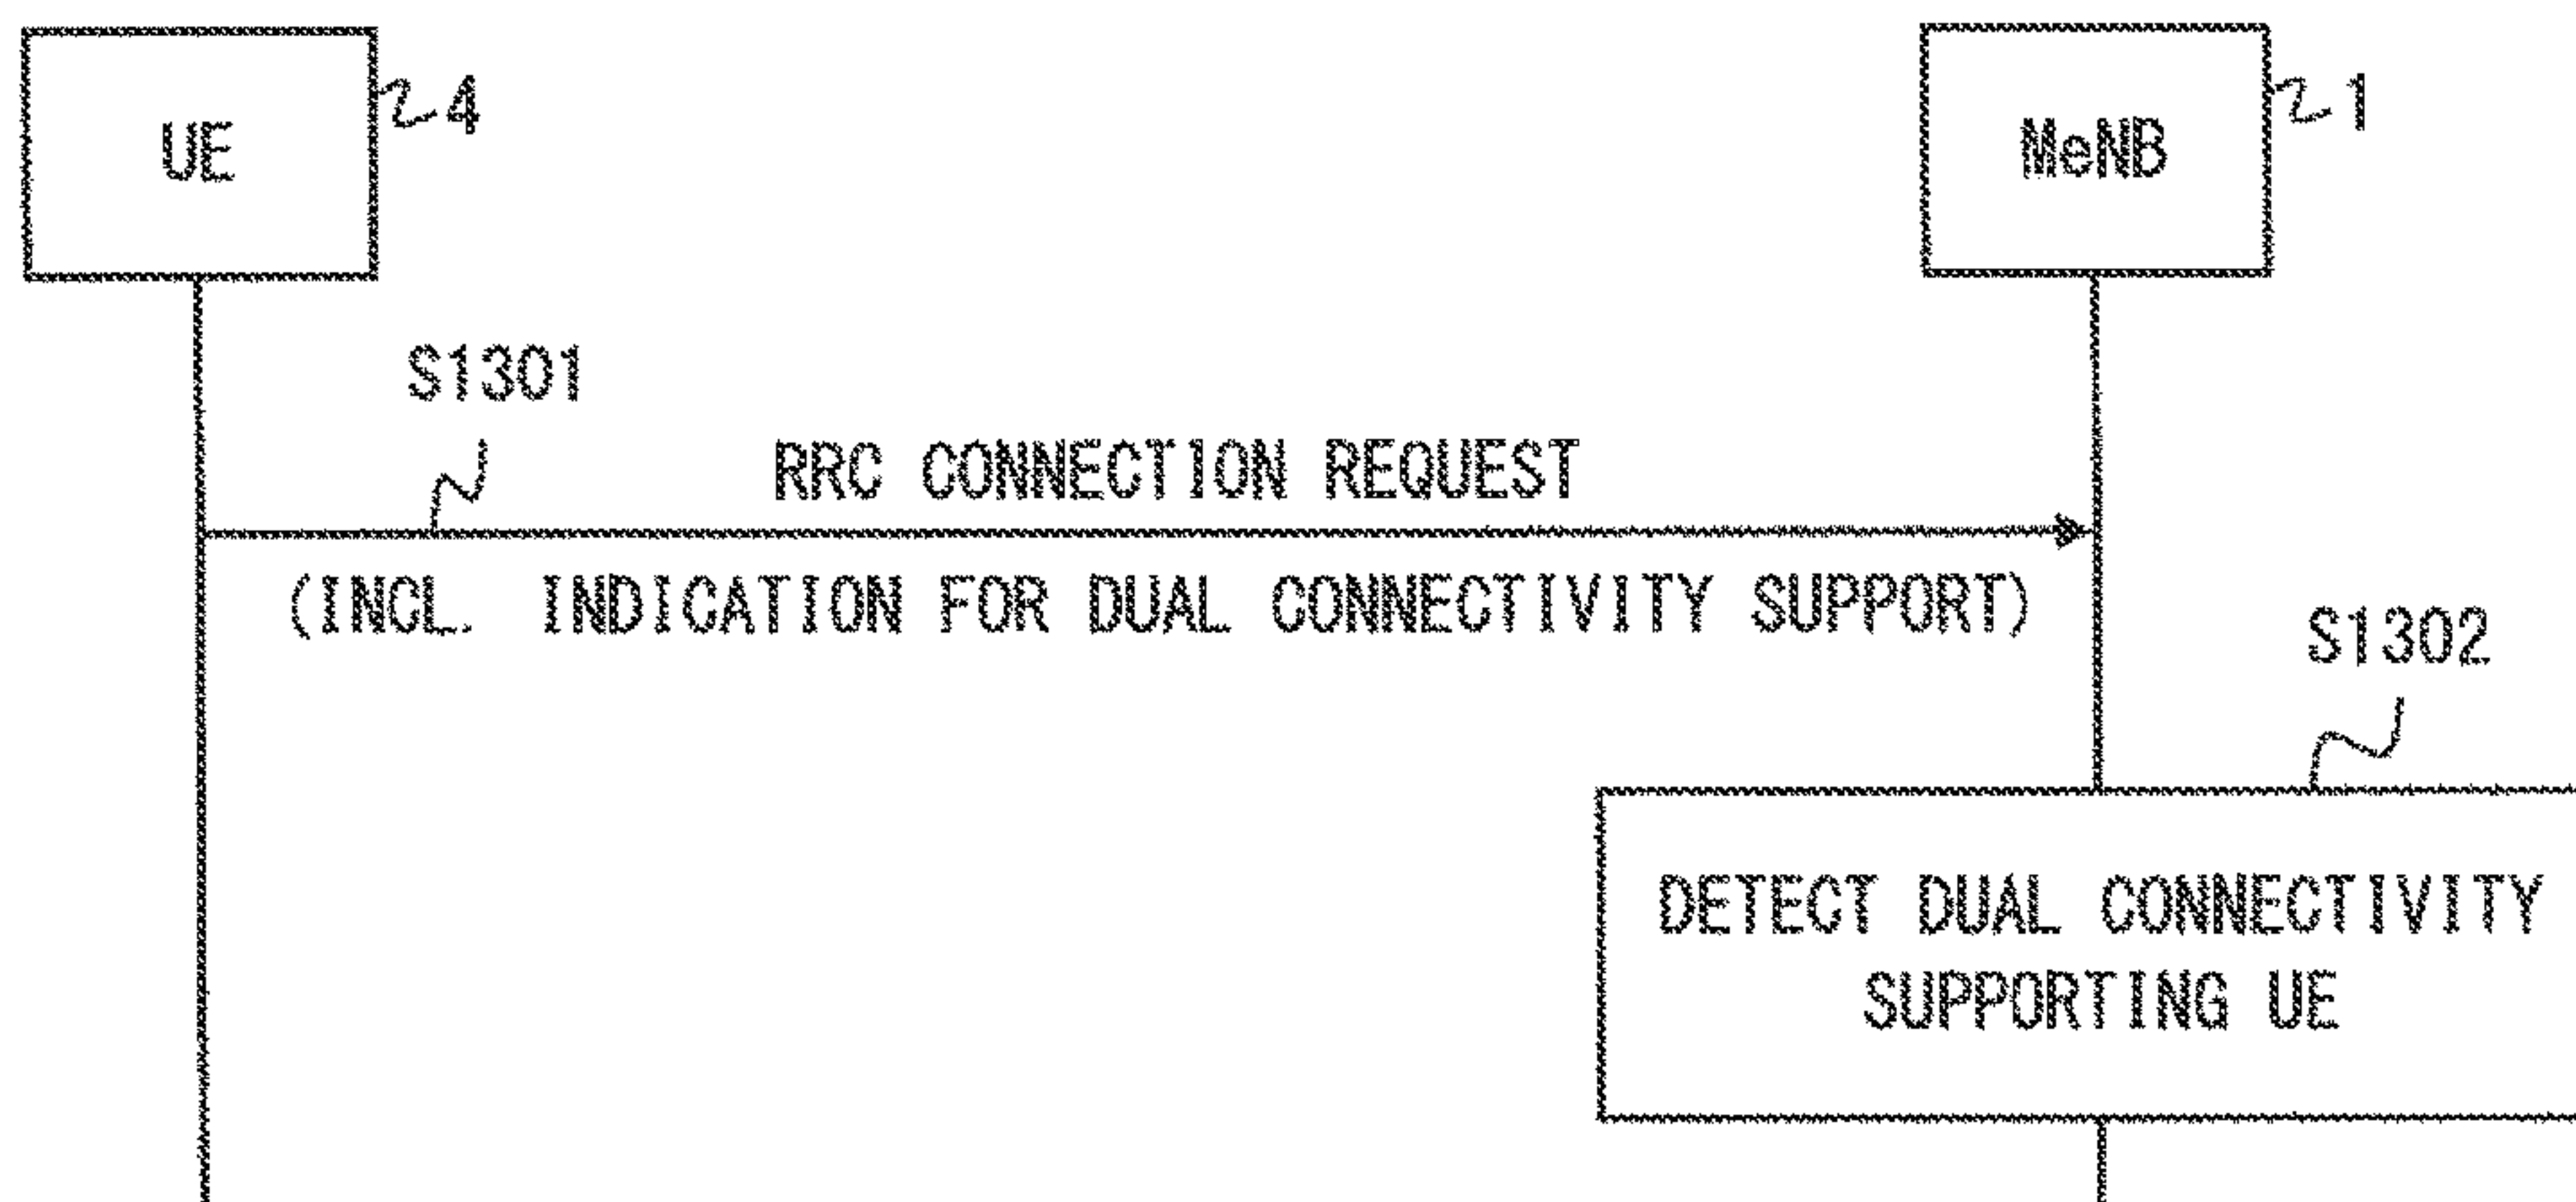 UE
4
MeNB
1
S1301
RRC CONNECTION REQUEST
(INCL. INDICATION FOR DUAL CONNECTIVITY SUPPORT)
S1302
DETECT DUAL CONNECTIVITY
SUPPORTING UE